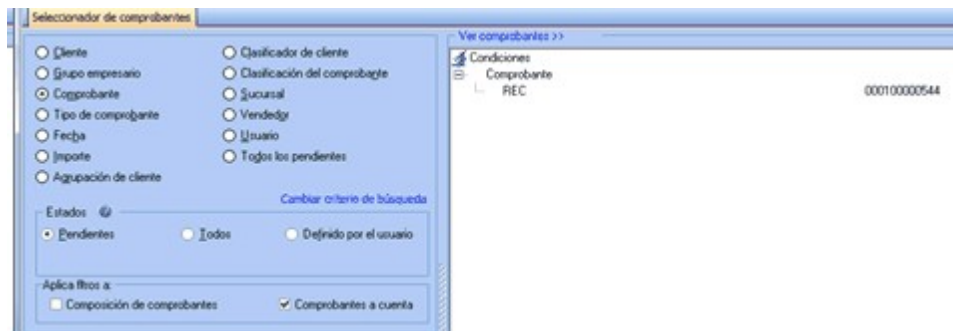 Seleccionador de comprobantes
Cliente
Grupo empresario
Comprobante
Tipo de comprobante
Fecha
Importe
Agrupación de cliente
Clasificador de cliente
Clasificación del comprobante
Sucursal
Vendedor
Usuario
Todos los pendientes
Cambiar criterio de búsqueda
Estados
Pendientes Todos Definido por el usuario
Aplica fltros a:
Composición de comprobantes Comprobantes a cuenta
Ver comprobantes >>
Condiciones
Comprobante
REC 000100000544